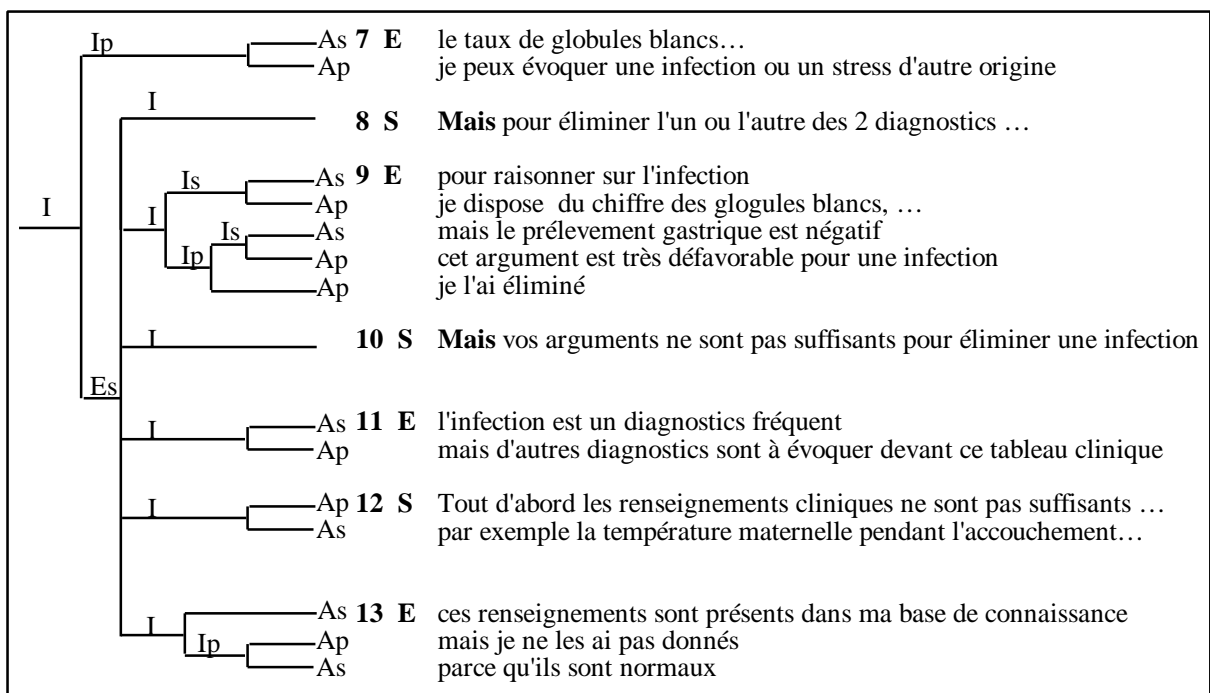 Ip As 7 E le taux de globules blancs…
Ap je peux évoquer une infection ou un stress d'autre origine
I 8 S Mais pour éliminer l'un ou l'autre des 2 diagnostics …
Is As 9 E pour raisonner sur l'infection
I I Ap je dispose du chiffre des glogules blancs, …
Is As mais le prélevement gastrique est négatif
Ip Ap cet argument est très défavorable pour une infection
Ap je l'ai éliminé
I 10 S Mais vos arguments ne sont pas suffisants pour éliminer une infection
Es
As 11 E l'infection est un diagnostics fréquent
I Ap mais d'autres diagnostics sont à évoquer devant ce tableau clinique
I Ap 12 S Tout d'abord les renseignements cliniques ne sont pas suffisants …
As par exemple la température maternelle pendant l'accouchement…
I As 13 E ces renseignements sont présents dans ma base de connaissance
Ip Ap mais je ne les ai pas donnés
As parce qu'ils sont normaux